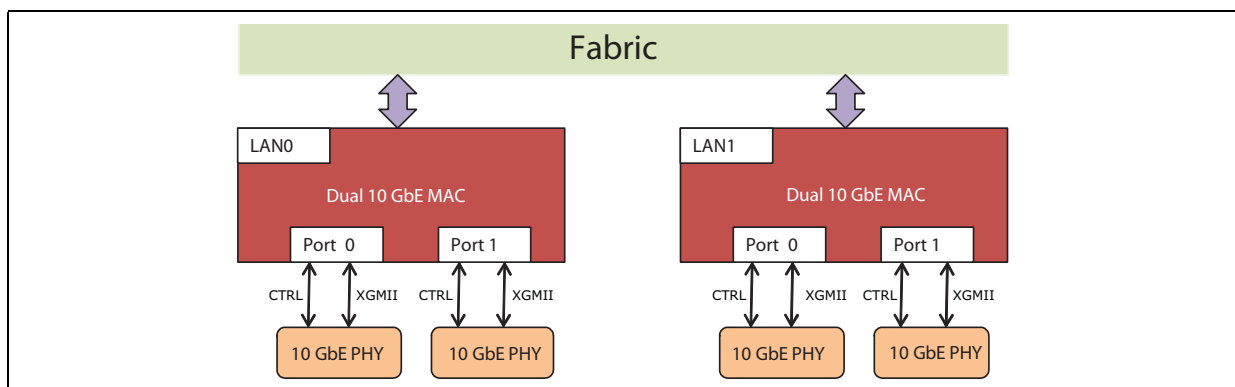 Fabric
LAN0
LAN1
Dual 10 GbE MAC
Dual 10 GbE MAC
Port 0
Port 1
Port 0
Port 1
CTRL
XGMII
CTRL
XGMII
CTRL
XGMII
CTRL
XGMII
10 GbE PHY
10 GbE PHY
10 GbE PHY
10 GbE PHY